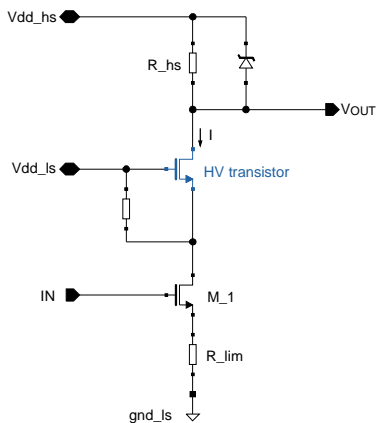 Vdd_hs
R_hs
VOUT
I
Vdd_ls
HV transistor
IN
M_1
R_lim
gnd_ls